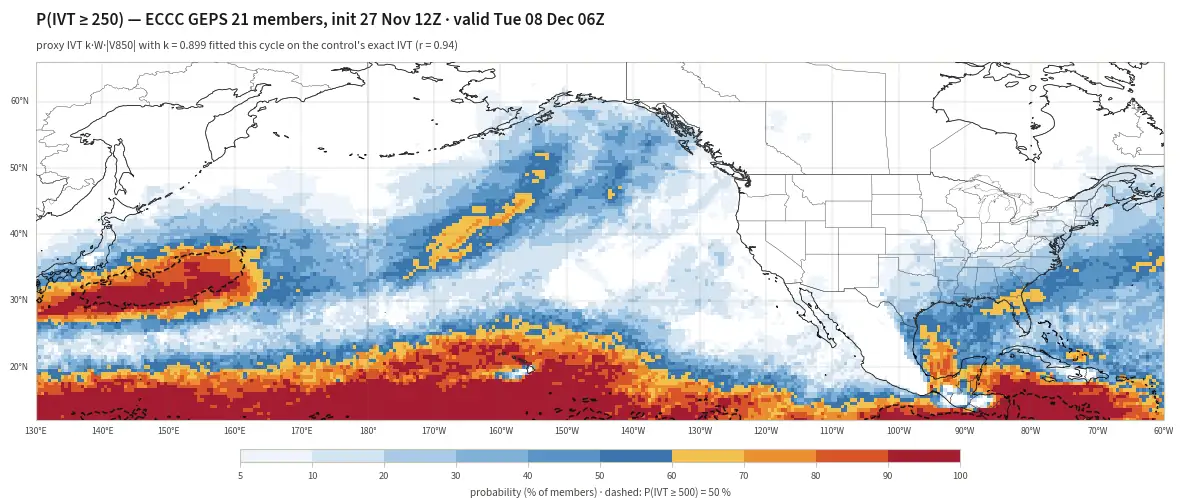 P(IVT ≥ 250) — ECCC GEPS 21 members, init 27 Nov 12Z · valid Tue 08 Dec 06Z
proxy IVT k·W·|V850| with k = 0.899 fitted this cycle on the control's exact IVT (r = 0.94)
60°N
50°N
40°N
30°N
20°N
130°E 140°E 150°E 160°E 170°E 180° 170°W 160°W 150°W 140°W 130°W 120°W 110°W 100°W 90°W 80°W 70°W 60°W
5 10 20 30 40 50 60 70 80 90 100
probability (% of members) · dashed: P(IVT ≥ 500) = 50 %